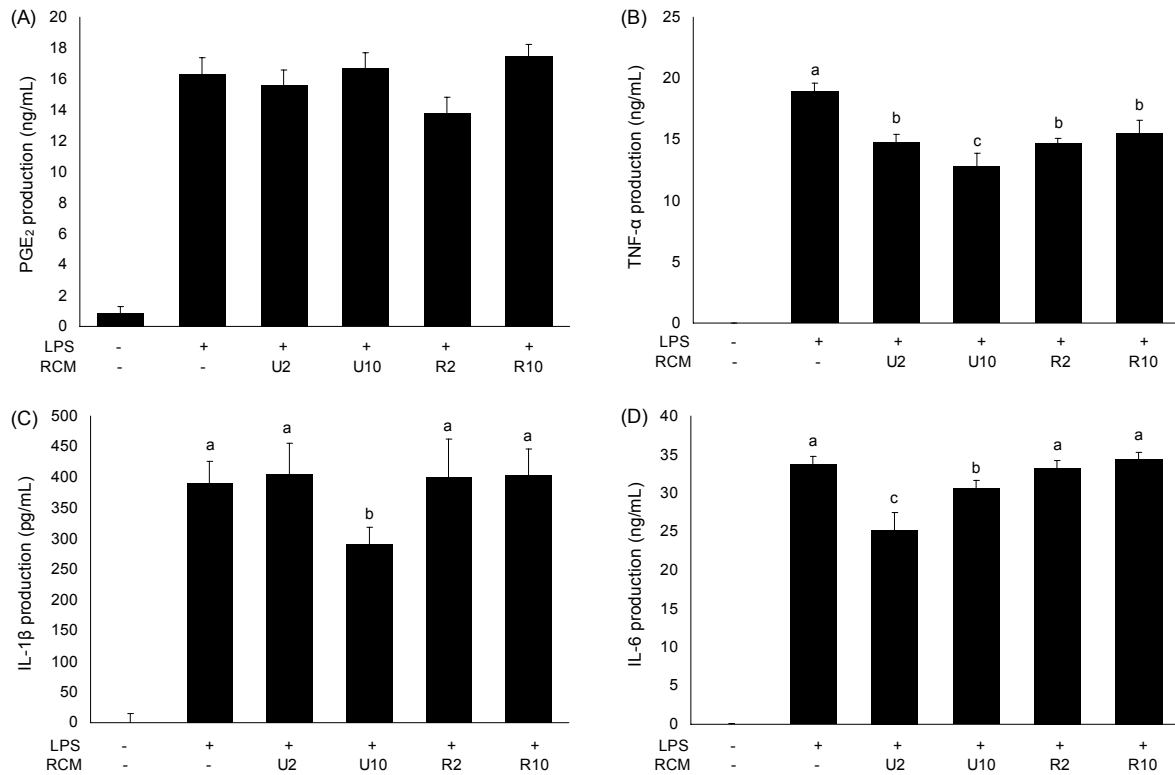 (A)
PGE₂ production (ng/mL)
20
18
16
14
12
10
8
6
4
2
0
LPS - + + + + +
RCM - - U2 U10 R2 R10
(B)
TNF-α production (ng/mL)
25
20
15
10
5
0
a b c b b
LPS - + + + + +
RCM - - U2 U10 R2 R10
(C)
IL-1β production (pg/mL)
500
450
400
350
300
250
200
150
100
50
0
a a b a a
LPS - + + + + +
RCM - - U2 U10 R2 R10
(D)
IL-6 production (ng/mL)
40
35
30
25
20
15
10
5
0
a c b a a
LPS - + + + + +
RCM - - U2 U10 R2 R10